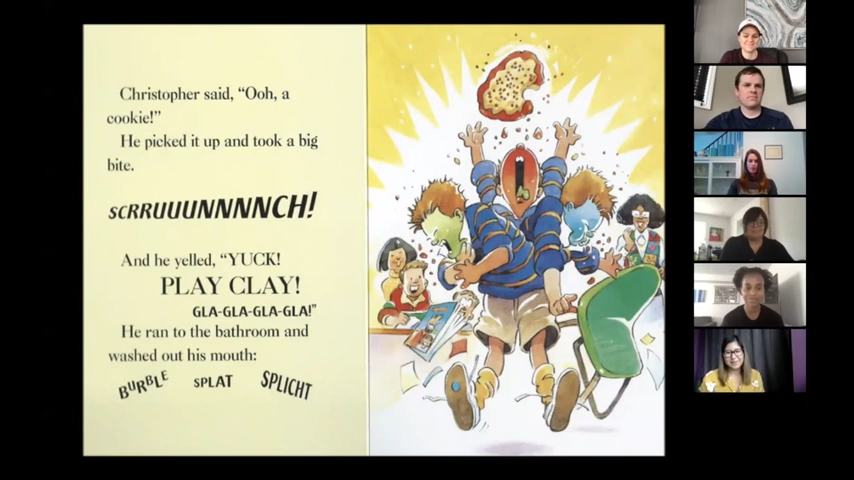 Christopher said, “Ooh, a
cookie!”
He picked it up and took a big
bite.
SCRRUUUNNNNCH!
And he yelled, “YUCK!
PLAY CLAY!
GLA-GLA-GLA-GLA!”
He ran to the bathroom and
washed out his mouth:
BURBLE SPLAT SPLICHT